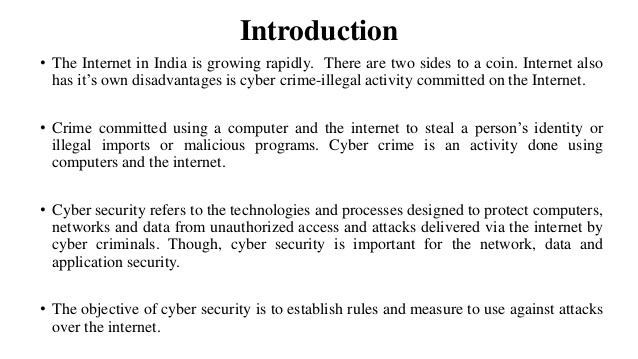 Introduction
• The Internet in India is growing rapidly. There are two sides to a coin. Internet also
has it's own disadvantages is cyber crime-illegal activity committed on the Internet.
• Crime committed using a computer and the internet to steal a person's identity or
illegal imports or malicious programs. Cyber crime is an activity done using
computers and the internet.
• Cyber security refers to the technologies and processes designed to protect computers,
networks and data from unauthorized access and attacks delivered via the internet by
cyber criminals. Though, cyber security is important for the network, data and
application security.
• The objective of cyber security is to establish rules and measure to use against attacks
over the internet.